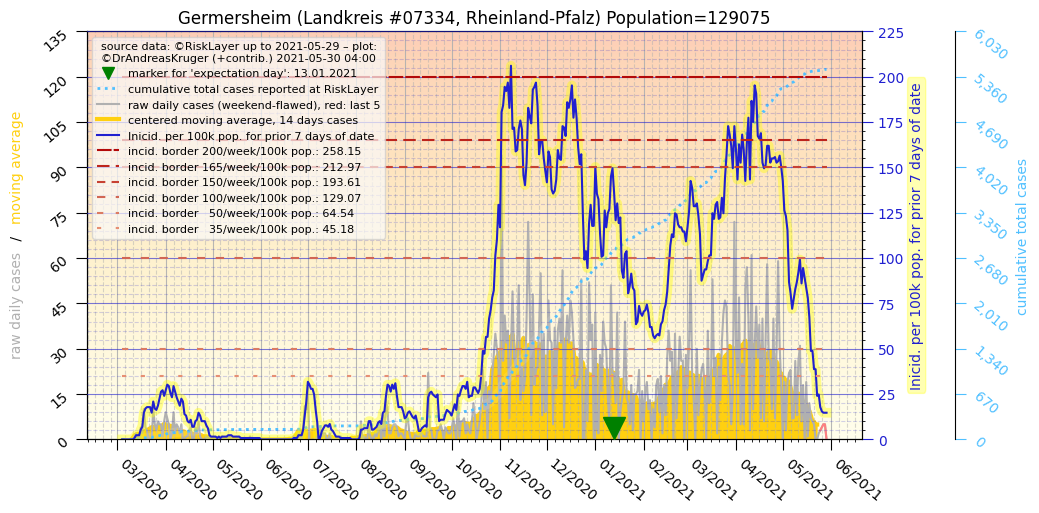 Germersheim (Landkreis #07334, Rheinland-Pfalz) Population=129075
source data: ©RiskLayer up to 2021-05-29 – plot:
©DrAndreasKruger (+contrib.) 2021-05-30 04:00
marker for 'expectation day': 13.01.2021
cumulative total cases reported at RiskLayer
raw daily cases (weekend-flawed), red: last 5
centered moving average, 14 days cases
Inicid. per 100k pop. for prior 7 days of date
incid. border 200/week/100k pop.: 258.15
incid. border 165/week/100k pop.: 212.97
incid. border 150/week/100k pop.: 193.61
incid. border 100/week/100k pop.: 129.07
incid. border 50/week/100k pop.: 64.54
incid. border 35/week/100k pop.: 45.18
raw daily cases / moving average
135
120
105
90
75
60
45
30
15
0
03/2020
04/2020
05/2020
06/2020
07/2020
08/2020
09/2020
10/2020
11/2020
12/2020
01/2021
02/2021
03/2021
04/2021
05/2021
06/2021
225
200
175
150
125
100
75
50
25
0
Inicid. per 100k pop. for prior 7 days of date
6,030
5,360
4,690
4,020
3,350
2,680
2,010
1,340
670
0
cumulative total cases